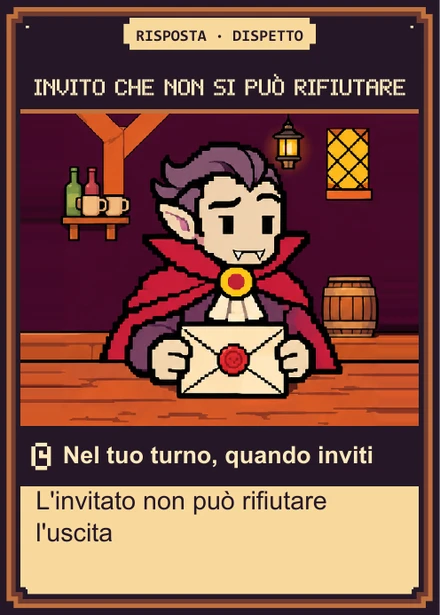 RISPOSTA · DISPETTO
INVITO CHE NON SI PUÒ RIFIUTARE
Nel tuo turno, quando inviti
L'invitato non può rifiutare
l'uscita